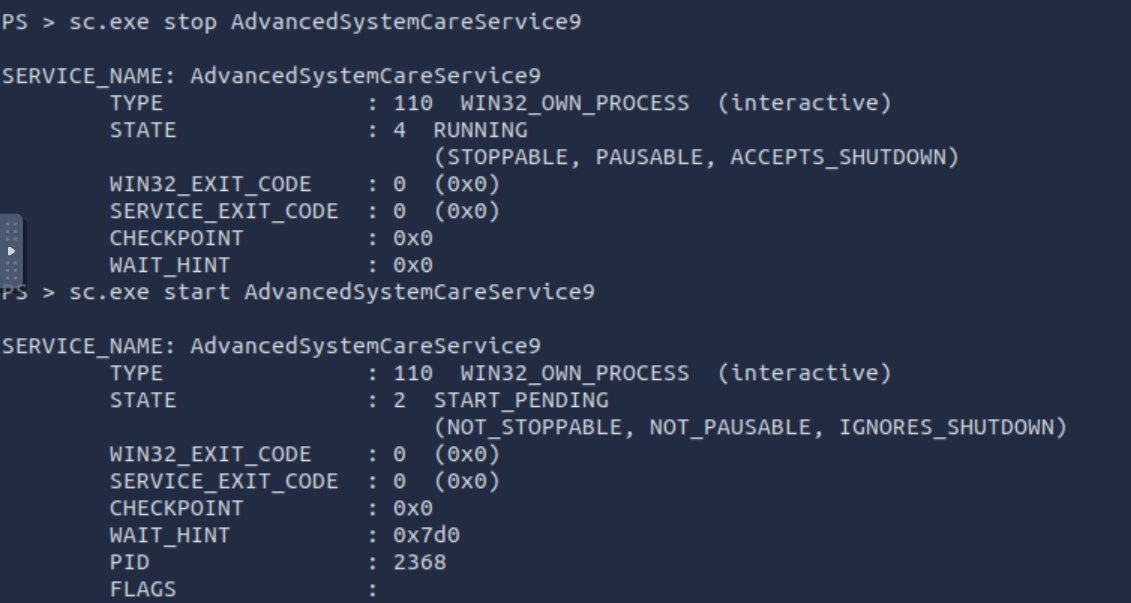 PS > sc.exe stop AdvancedSystemCareService9
SERVICE_NAME: AdvancedSystemCareService9
        TYPE               : 110  WIN32_OWN_PROCESS  (interactive)
        STATE              : 4  RUNNING
                                (STOPPABLE, PAUSABLE, ACCEPTS_SHUTDOWN)
        WIN32_EXIT_CODE    : 0  (0x0)
        SERVICE_EXIT_CODE  : 0  (0x0)
        CHECKPOINT         : 0x0
        WAIT_HINT          : 0x0
PS > sc.exe start AdvancedSystemCareService9
SERVICE_NAME: AdvancedSystemCareService9
        TYPE               : 110  WIN32_OWN_PROCESS  (interactive)
        STATE              : 2  START_PENDING
                                (NOT_STOPPABLE, NOT_PAUSABLE, IGNORES_SHUTDOWN)
        WIN32_EXIT_CODE    : 0  (0x0)
        SERVICE_EXIT_CODE  : 0  (0x0)
        CHECKPOINT         : 0x0
        WAIT_HINT          : 0x7d0
        PID                : 2368
        FLAGS              :